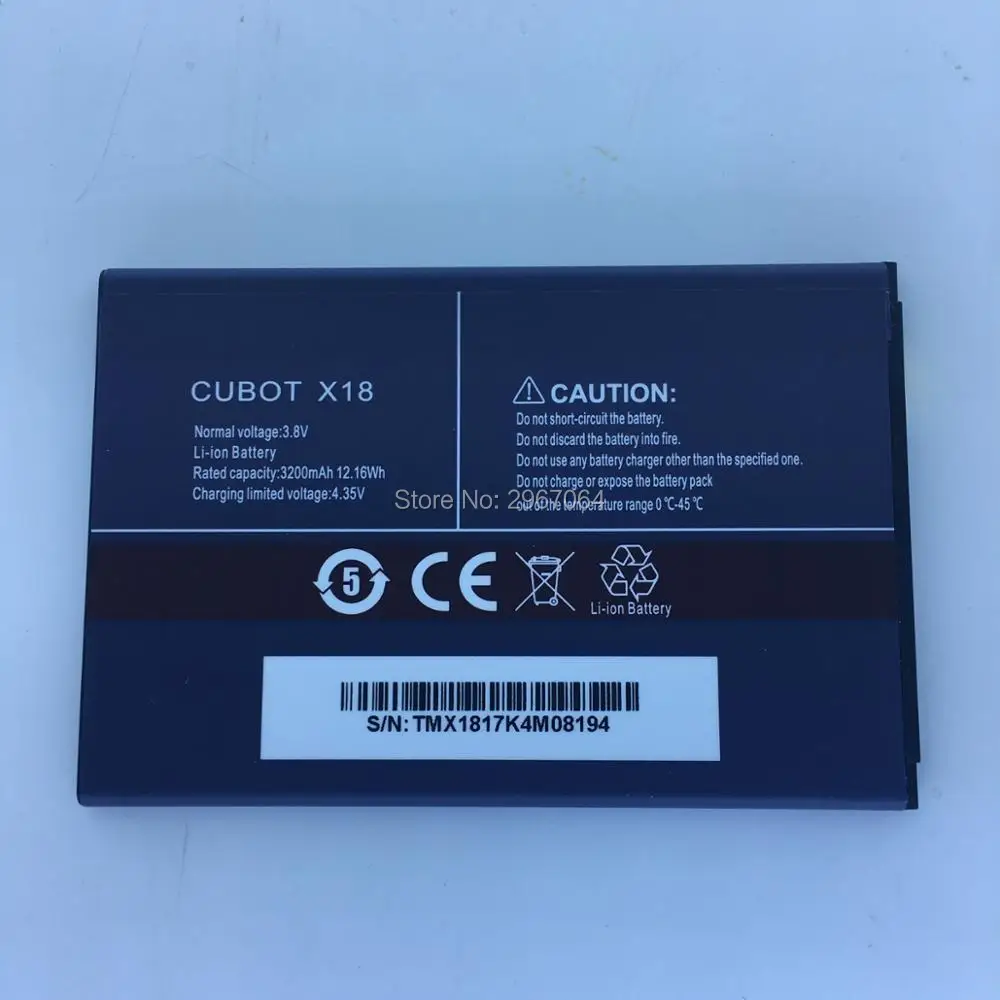 CUBOT X18
Normal voltage:3.8V
Li-ion Battery
Rated capacity:3200mAh 12.16Wh
Charging limited voltage:4.35V
CAUTION:
Do not short-circuit the battery.
Do not discard the battery into fire.
Do not use any battery charger other than the specified one.
Do not charge or expose the battery pack
out of the temperature range 0 ℃-45 ℃
Store No: 2967064
5
CE
Li-ion Battery
S/N: TMX1817K4M08194